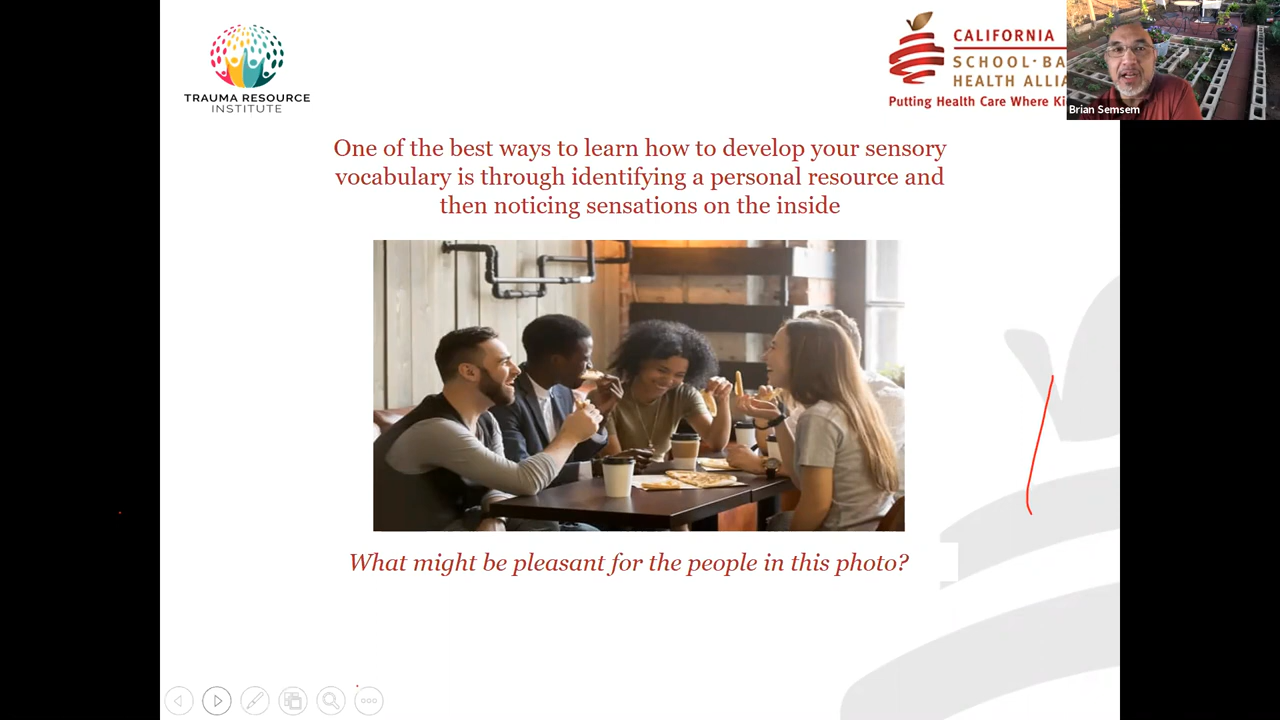 TRAUMA RESOURCE
INSTITUTE
CALIFORNIA
SCHOOL·BA
HEALTH ALLIA
Putting Health Care Where Ki
Brian Semsem
One of the best ways to learn how to develop your sensory
vocabulary is through identifying a personal resource and
then noticing sensations on the inside
What might be pleasant for the people in this photo?